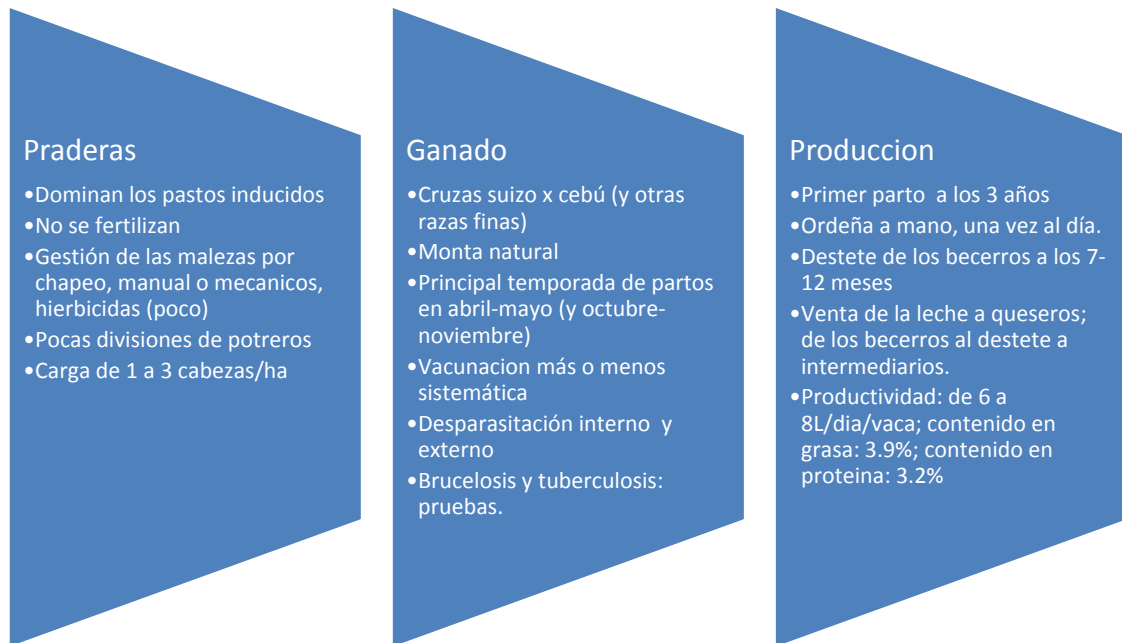 Praderas
•Dominan los pastos inducidos
•No se fertilizan
•Gestión de las malezas por
chapeo, manual o mecanicos,
hierbicidas (poco)
•Pocas divisiones de potreros
•Carga de 1 a 3 cabezas/ha
Ganado
•Cruzas suizo x cebú (y otras
razas finas)
•Monta natural
•Principal temporada de partos
en abril-mayo (y octubre-
noviembre)
•Vacunacion más o menos
sistemática
•Desparasitación interno y
externo
•Brucelosis y tuberculosis:
pruebas.
Produccion
•Primer parto a los 3 años
•Ordeña a mano, una vez al día.
•Destete de los becerros a los 7-
12 meses
•Venta de la leche a queseros;
de los becerros al destete a
intermediarios.
•Productividad: de 6 a
8L/dia/vaca; contenido en
grasa: 3.9%; contenido en
proteina: 3.2%